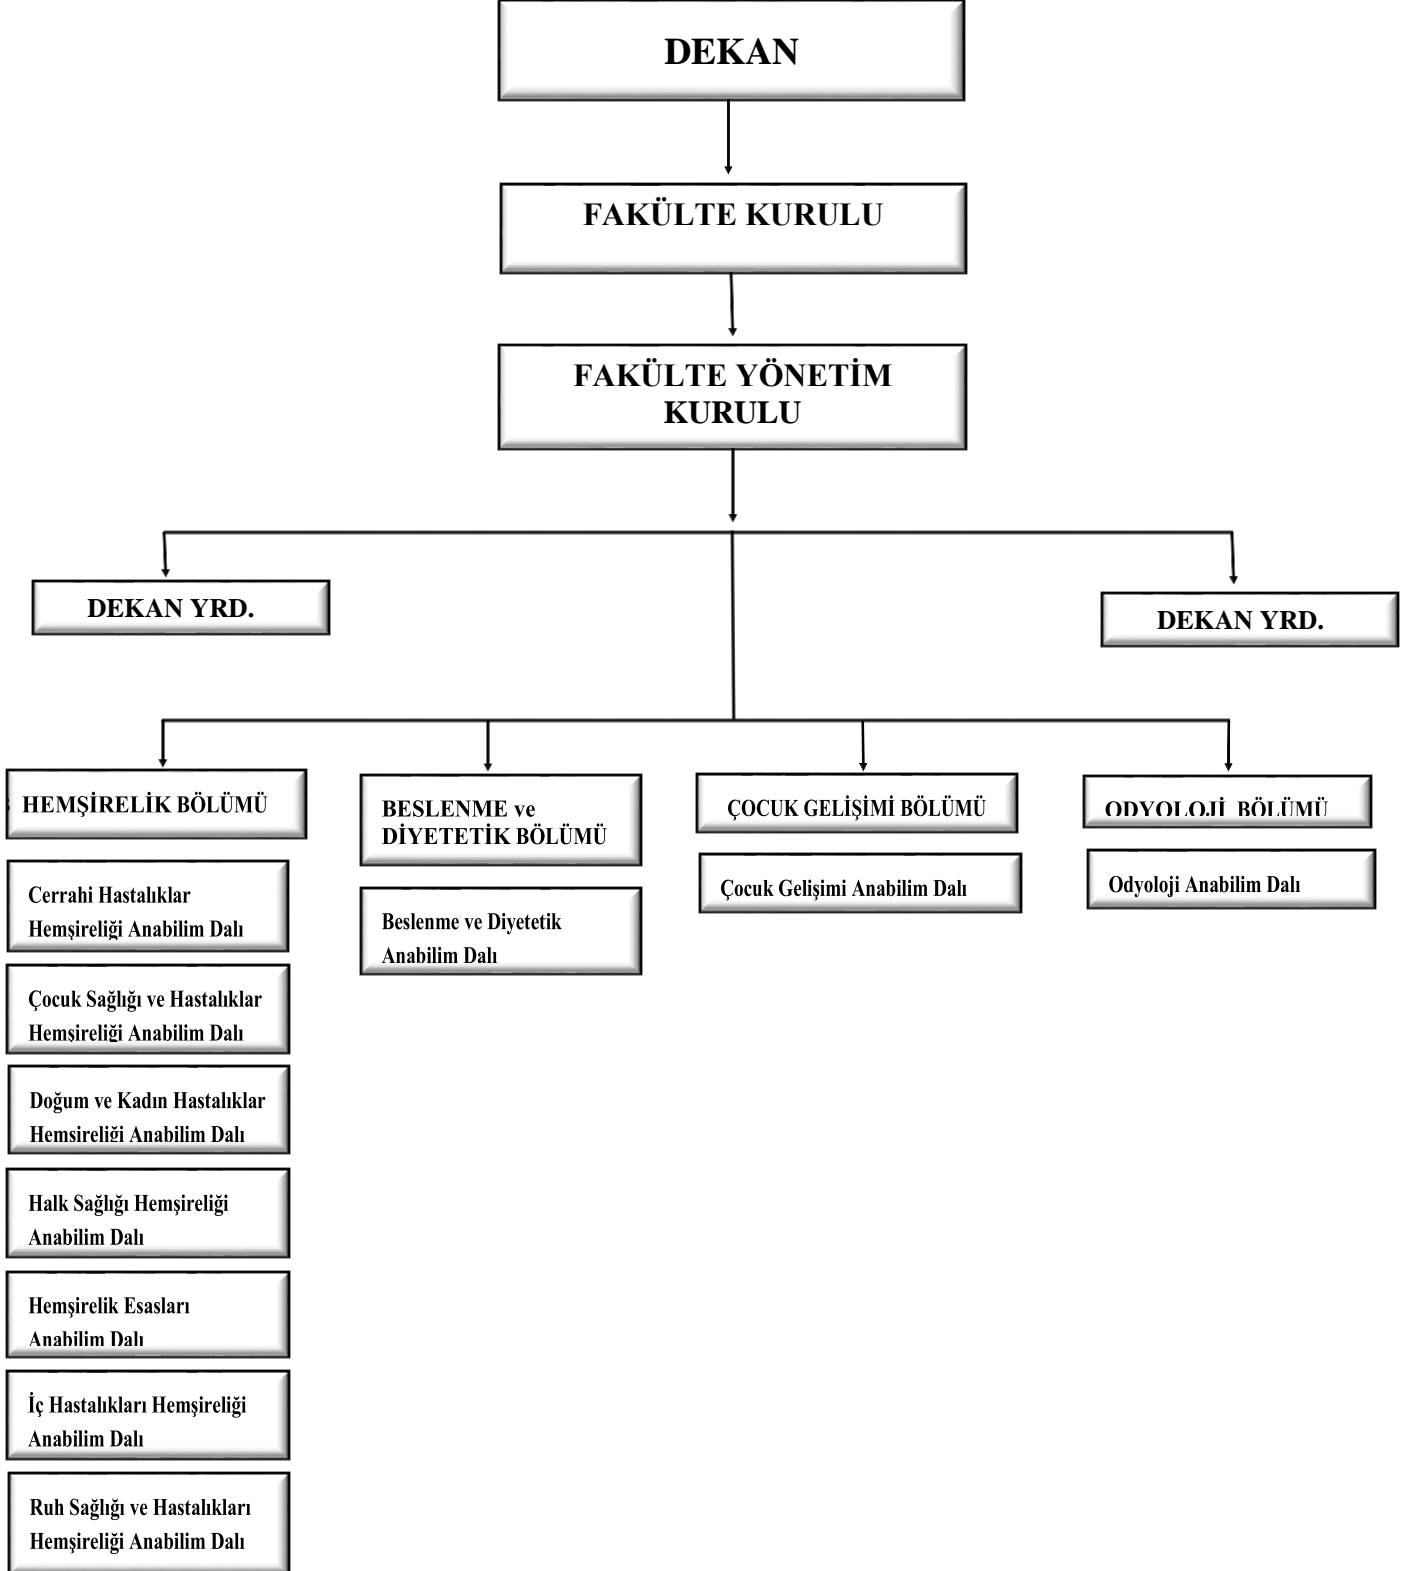 DEKAN
FAKÜLTE KURULU
FAKÜLTE YÖNETİM
KURULU
DEKAN YRD.
DEKAN YRD.
HEMŞİRELİK BÖLÜMÜ
BESLENME ve
DİYETETİK BÖLÜMÜ
ÇOCUK GELİŞİMİ BÖLÜMÜ
ODYOLOJİ BÖLÜMÜ
Cerrahi Hastalıklar
Hemşireliği Anabilim Dalı
Çocuk Sağlığı ve Hastalıklar
Hemşireliği Anabilim Dalı
Doğum ve Kadın Hastalıklar
Hemşireliği Anabilim Dalı
Halk Sağlığı Hemşireliği
Anabilim Dalı
Hemşirelik Esasları
Anabilim Dalı
İç Hastalıkları Hemşireliği
Anabilim Dalı
Ruh Sağlığı ve Hastalıkları
Hemşireliği Anabilim Dalı
Beslenme ve Diyetetik
Anabilim Dalı
Çocuk Gelişimi Anabilim Dalı
Odyoloji Anabilim Dalı